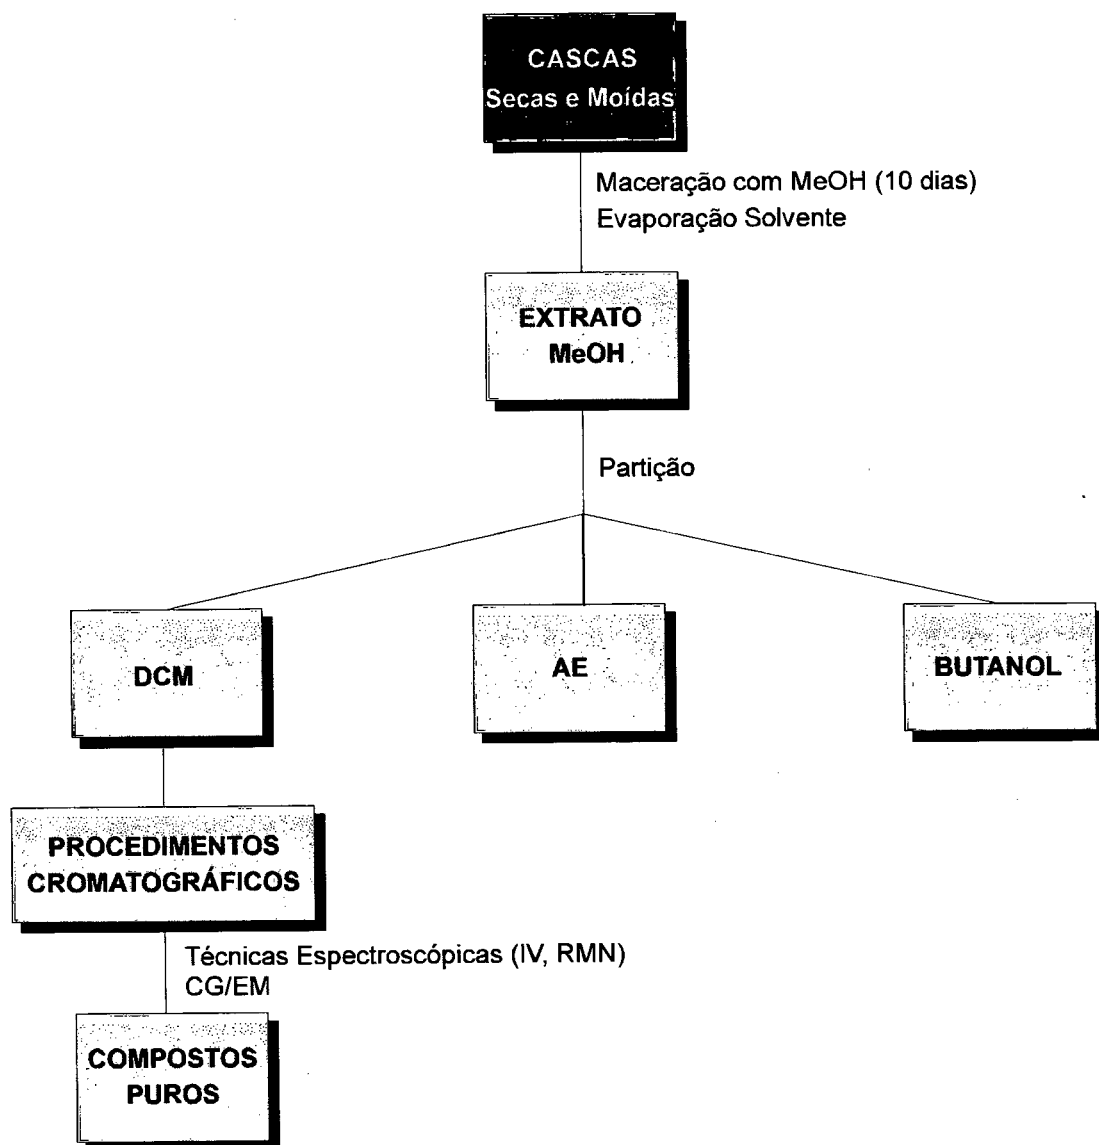 CASCAS
Secas e Moídas
Maceração com MeOH (10 dias)
Evaporação Solvente
EXTRATO
MeOH
Partição
DCM
AE
BUTANOL
PROCEDIMENTOS
CROMATOGRÁFICOS
Técnicas Espectroscópicas (IV, RMN)
CG/EM
COMPOSTOS
PUROS